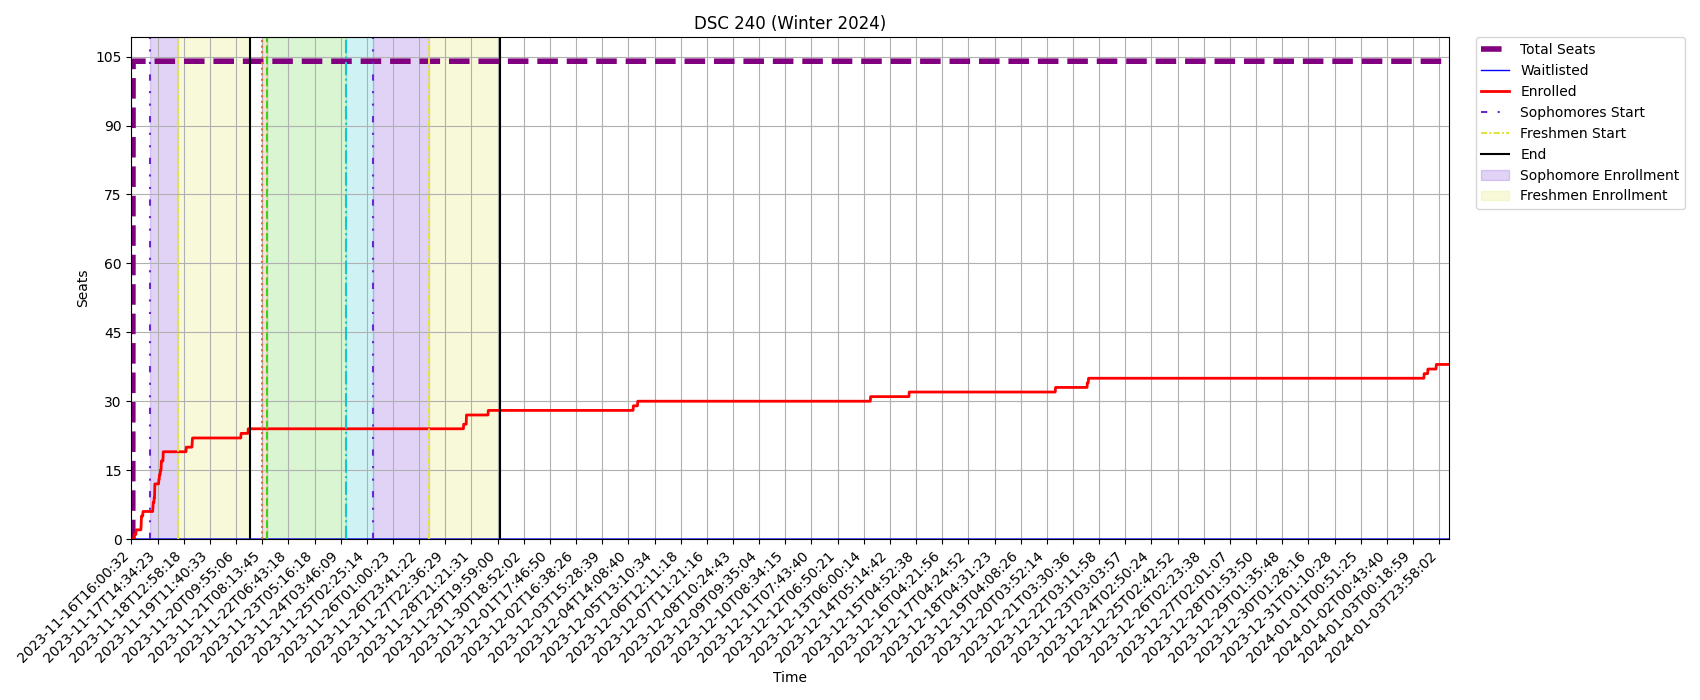 DSC 240 (Winter 2024)
105
90
75
60
45
30
15
0
Seats
2023-11-16T16:00:32
2023-11-17T14:34:23
2023-11-18T12:58:18
2023-11-19T11:40:33
2023-11-20T09:55:06
2023-11-21T08:13:45
2023-11-22T06:43:18
2023-11-23T05:16:18
2023-11-24T03:46:09
2023-11-25T02:25:14
2023-11-26T01:00:23
2023-11-26T23:41:22
2023-11-27T22:36:29
2023-11-28T21:21:31
2023-11-29T19:59:00
2023-11-30T18:52:02
2023-12-01T17:46:50
2023-12-02T16:38:26
2023-12-03T15:28:39
2023-12-04T14:08:40
2023-12-05T13:10:34
2023-12-06T12:11:18
2023-12-07T11:21:16
2023-12-08T10:24:43
2023-12-09T09:35:04
2023-12-10T08:34:15
2023-12-11T07:43:40
2023-12-12T06:50:21
2023-12-13T06:00:14
2023-12-14T05:14:42
2023-12-15T04:52:38
2023-12-16T04:21:56
2023-12-17T04:24:52
2023-12-18T04:31:23
2023-12-19T04:08:26
2023-12-20T03:52:14
2023-12-21T03:30:36
2023-12-22T03:11:58
2023-12-23T03:03:57
2023-12-24T02:50:24
2023-12-25T02:42:52
2023-12-26T02:23:38
2023-12-27T02:01:07
2023-12-28T01:53:50
2023-12-29T01:35:48
2023-12-30T01:28:16
2023-12-31T01:10:28
2024-01-01T00:51:25
2024-01-02T00:43:40
2024-01-03T00:18:59
2024-01-03T23:58:02
Time
Total Seats
Waitlisted
Enrolled
Sophomores Start
Freshmen Start
End
Sophomore Enrollment
Freshmen Enrollment